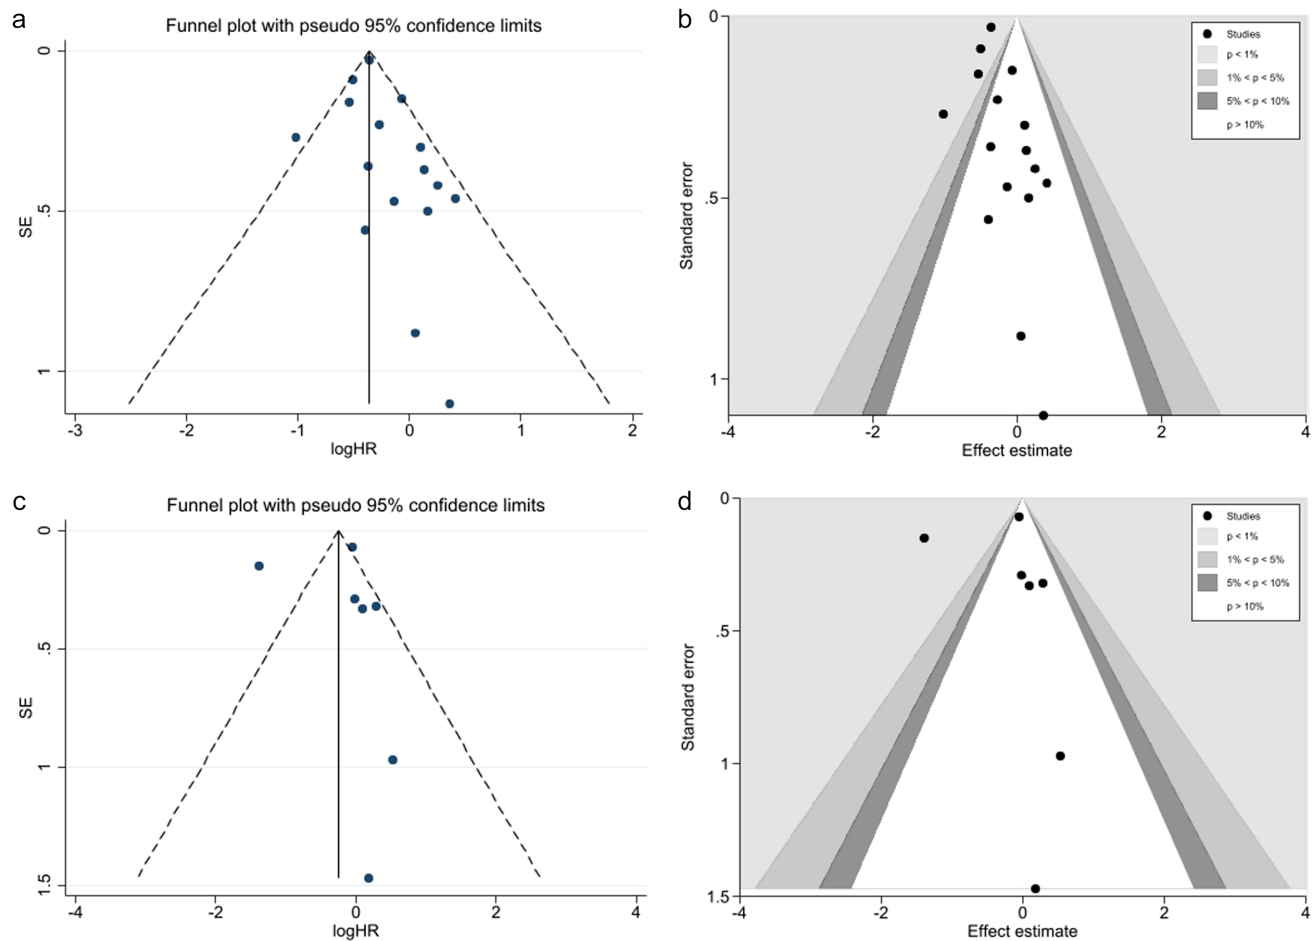 a
Funnel plot with pseudo 95% confidence limits
0
.5
1
SE
-3 -2 -1 0 1 2
logHR
b
0
.5
1
Standard error
-4 -2 0 2 4
Effect estimate
Studies
p < 1%
1% < p < 5%
5% < p < 10%
p > 10%
c
Funnel plot with pseudo 95% confidence limits
0
.5
1
1.5
SE
-4 -2 0 2 4
logHR
d
0
.5
1
1.5
Standard error
-4 -2 0 2 4
Effect estimate
Studies
p < 1%
1% < p < 5%
5% < p < 10%
p > 10%